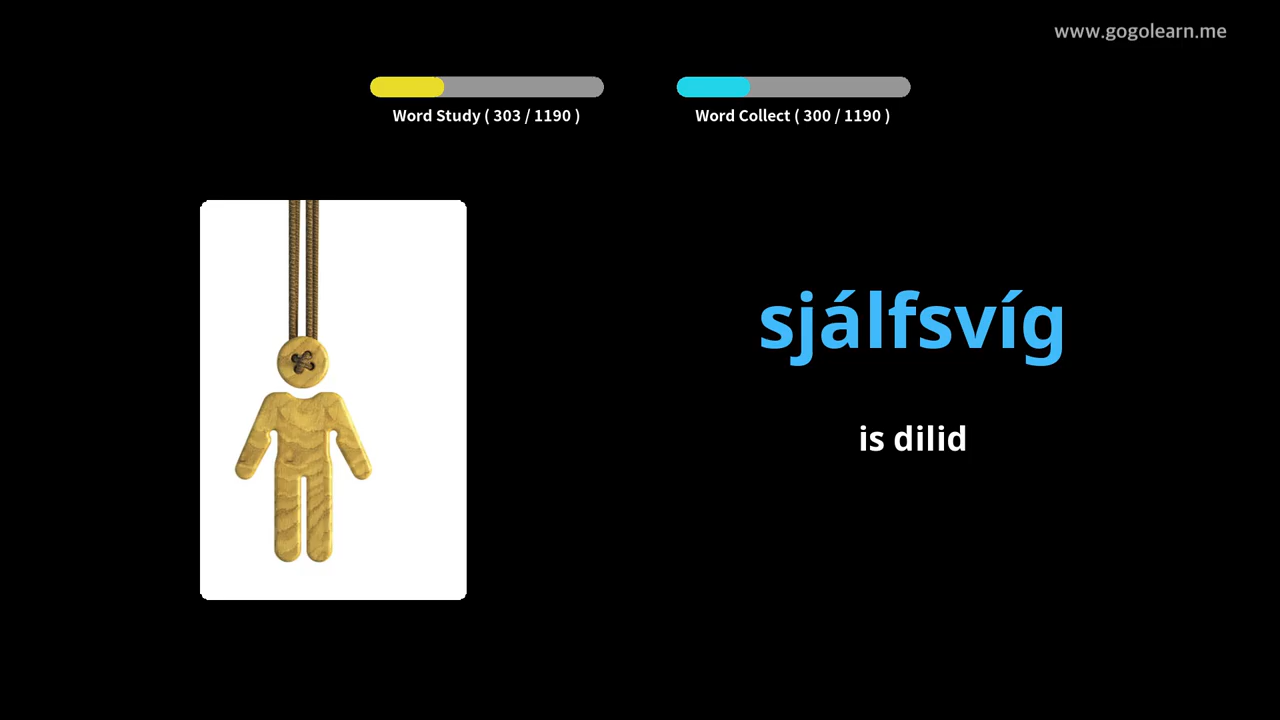 www.gogolearn.me
Word Study ( 303 / 1190 )
Word Collect ( 300 / 1190 )
sjálfsvíg
is dilid